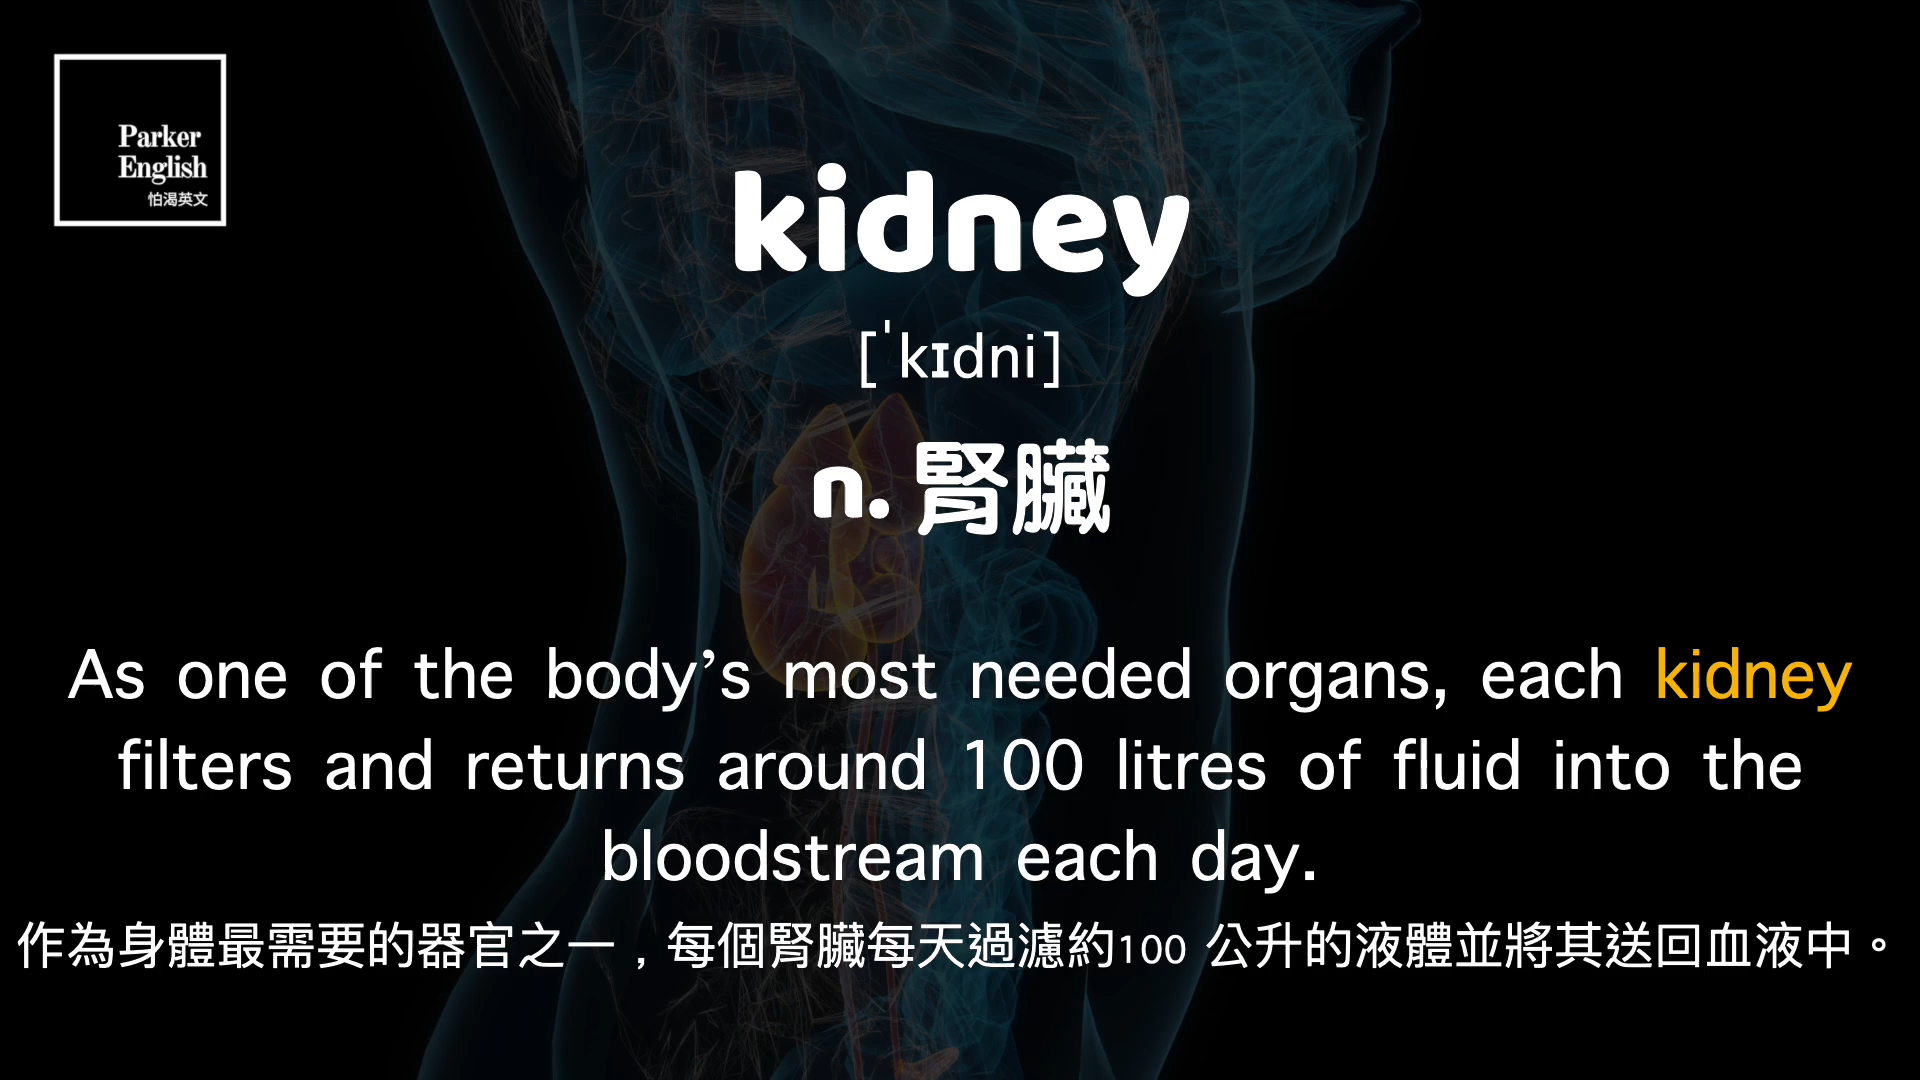 Parker
English
怕渴英文
kidney
[ˈkɪdni]
n. 腎臟
As one of the body’s most needed organs, each kidney
filters and returns around 100 litres of fluid into the
bloodstream each day.
作為身體最需要的器官之一，每個腎臟每天過濾約100 公升的液體並將其送回血液中。